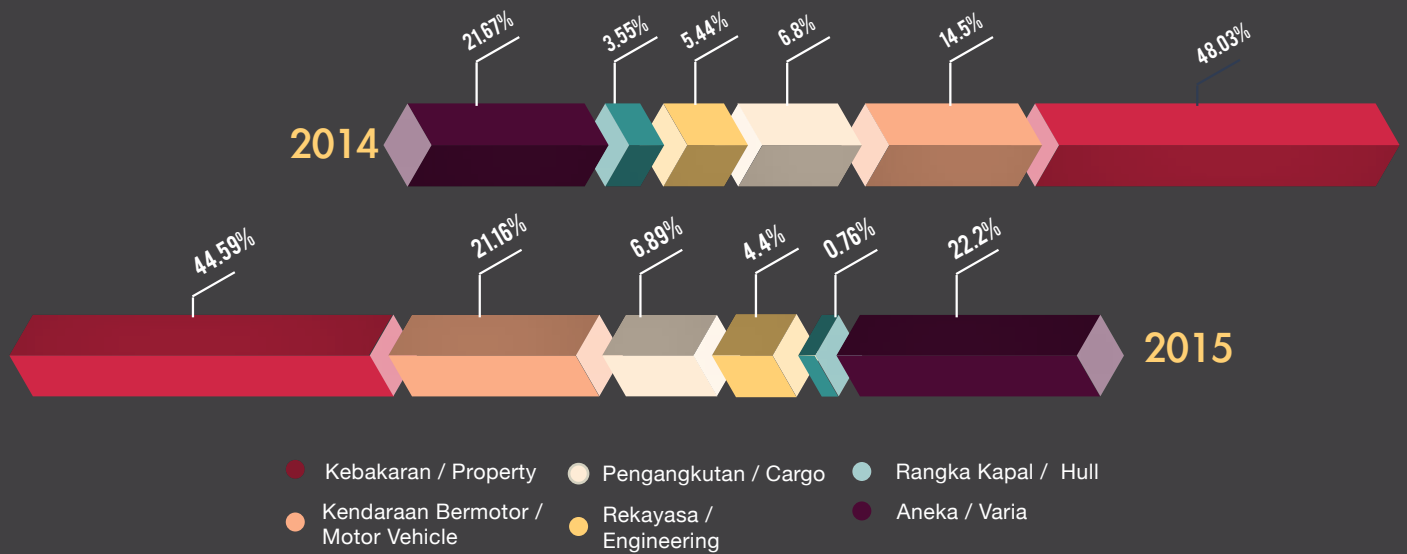 21.67%
3.55%
5.44%
6.8%
14.5%
48.03%
2014
44.59%
21.16%
6.89%
4.4%
0.76%
22.2%
2015
Kebakaran / Property
Kendaraan Bermotor /
Motor Vehicle
Pengangkutan / Cargo
Rekayasa /
Engineering
Rangka Kapal / Hull
Aneka / Varia